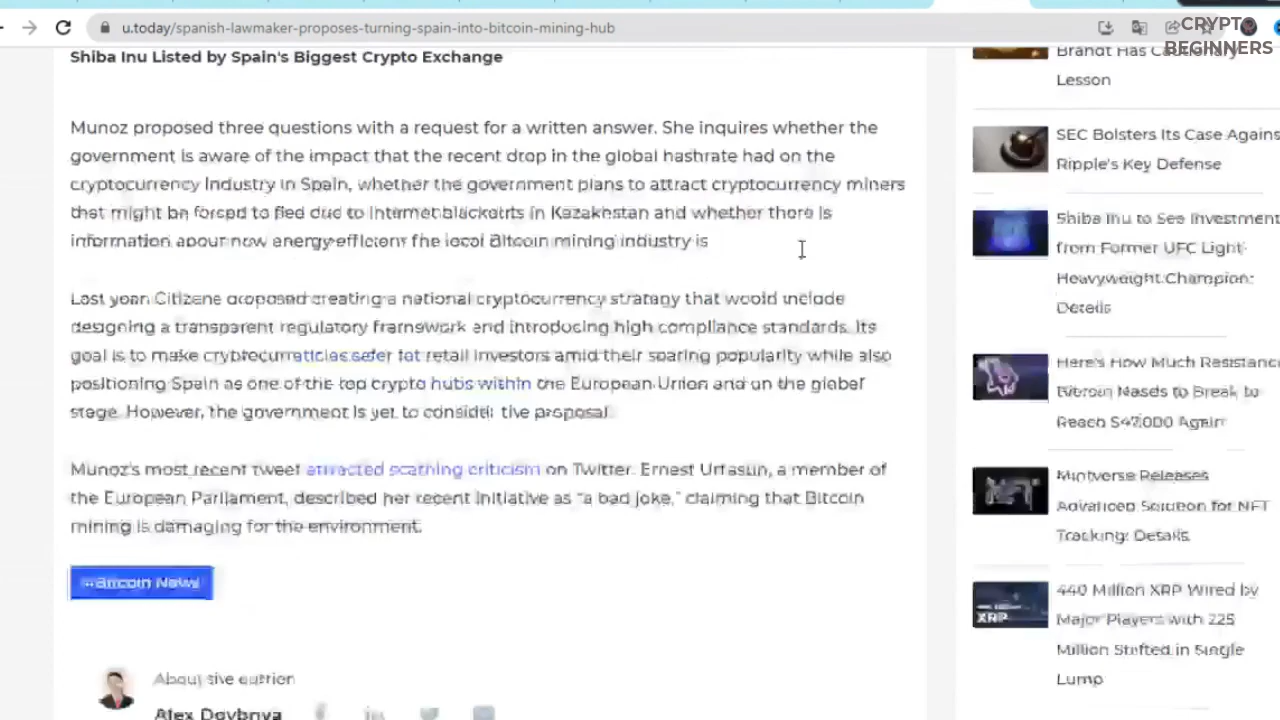 u.today/spanish-lawmaker-proposes-turning-spain-into-bitcoin-mining-hub
CRYPTO
BEGINNERS
Shiba Inu Listed by Spain's Biggest Crypto Exchange
Munoz proposed three questions with a request for a written answer. She inquires whether the
government is aware of the impact that the recent drop in the global hashrate had on the
cryptocurrency industry in Spain, whether the government plans to attract cryptocurrency miners
that might be forced to due to Internet in Kazakhstan and whether there is
information about energy-efficient the local Bitcoin mining industry is
Last year, proposed creating a national cryptocurrency strategy that would include
designing a transparent regulatory framework and introducing high compliance standards. Its
goal is to make safer retail investors amid their soaring popularity while also
positioning Spain as one of the top crypto hubs within the European Union and on the global
stage. However, the government is yet to consider the proposal.
Munoz's most recent tweet attracted scathing criticism on Twitter. Ernest Urtasun, a member of
the European Parliament, described her recent initiative as "a bad joke," claiming that Bitcoin
mining is damaging for the environment.
Bitcoin News
About the
Alex
Brandt Has Cautionary
Lesson
SEC Bolsters Its Case Agains
Ripple's Key Defense
Shiba Inu to See Investment
from Former UFC Light-
Heavyweight Champion:
Details
Here's How Much Resistance
Bitcoin to Break to
Reach $47,000 Again
Releases
Advanced Solution for NFT
Tracking: Details
440 Million XRP Wired by
Major Players with 225
Million Shifted in Single
Lump
XRP